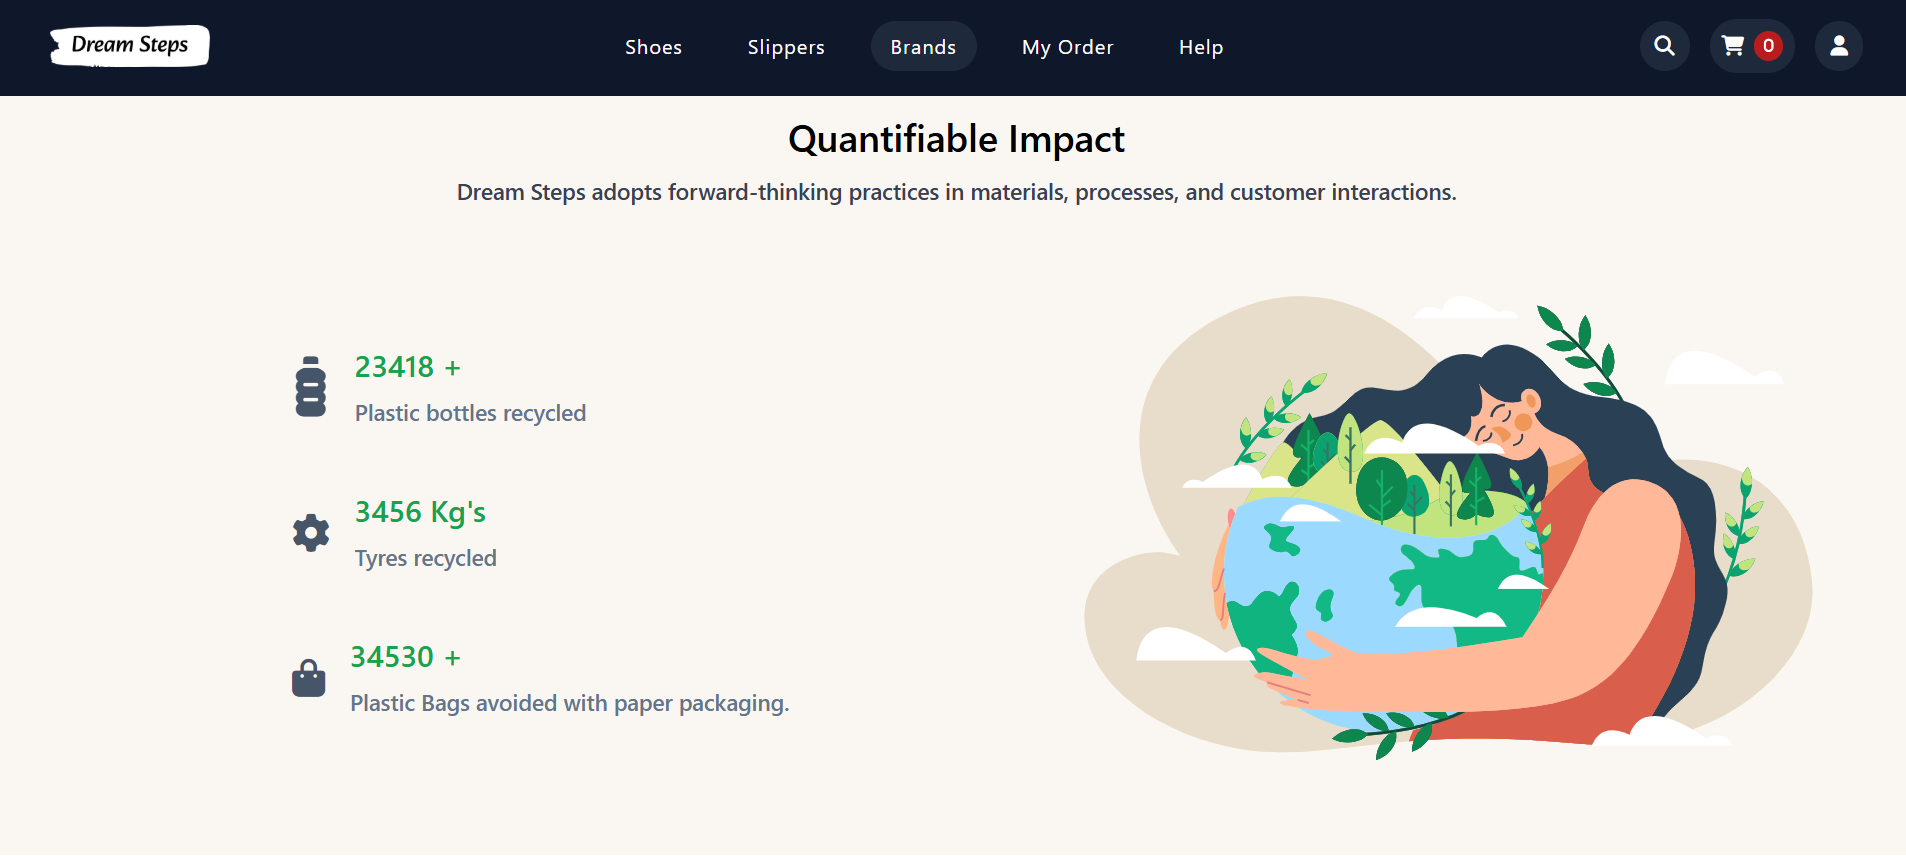 Dream Steps
Shoes
Slippers
Brands
My Order
Help
0
Quantifiable Impact
Dream Steps adopts forward-thinking practices in materials, processes, and customer interactions.
23418 +
Plastic bottles recycled
3456 Kg's
Tyres recycled
34530 +
Plastic Bags avoided with paper packaging.